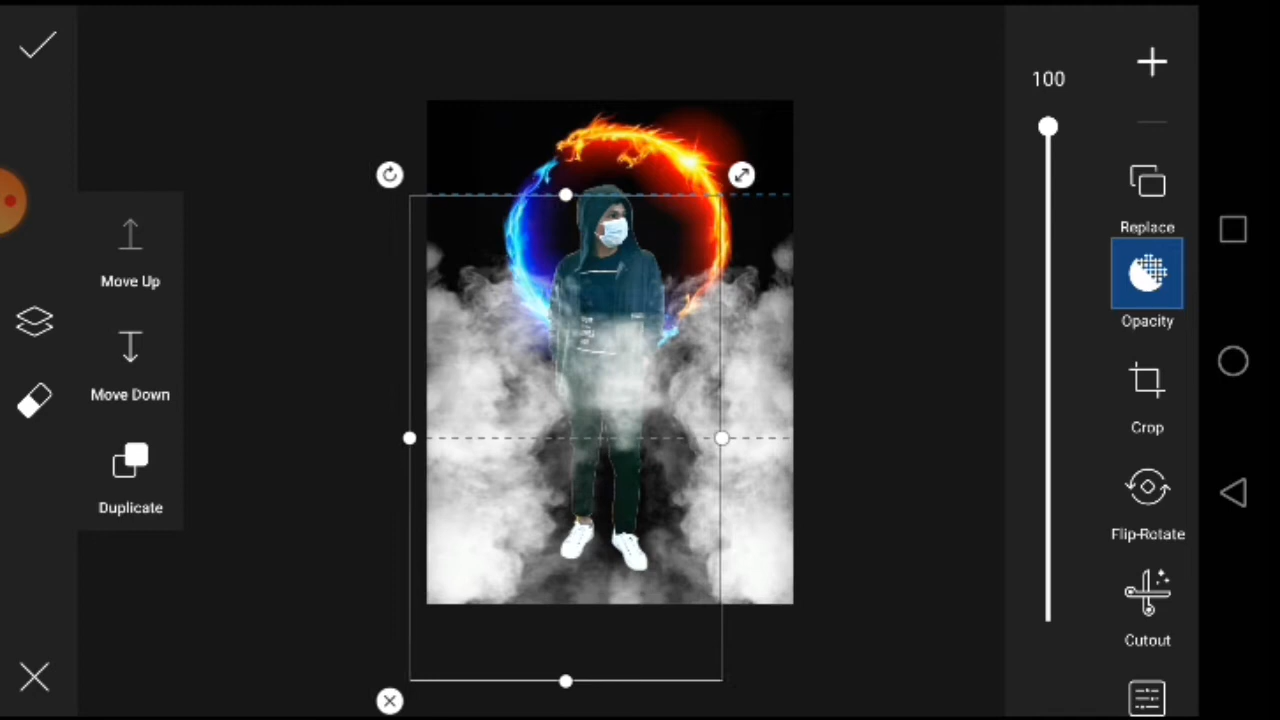 100
Replace
Move Up
Opacity
Move Down
Crop
Duplicate
Flip-Rotate
Cutout